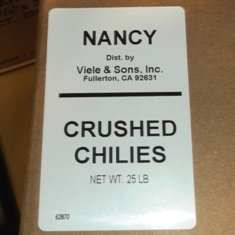 NANCY
Dist. by
Viele & Sons, Inc.
Fullerton, CA 92631
CRUSHED
CHILIES
NET WT. 25 LB
62870